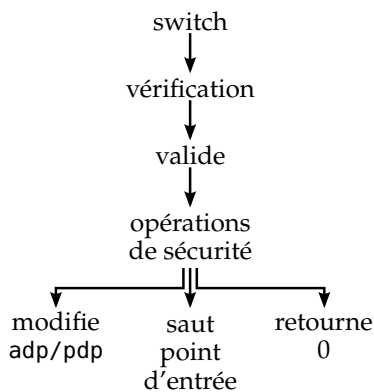 switch
vérification
valide
opérations
de sécurité
modifie
adp/pdp
saut
point
d'entrée
retourne
0